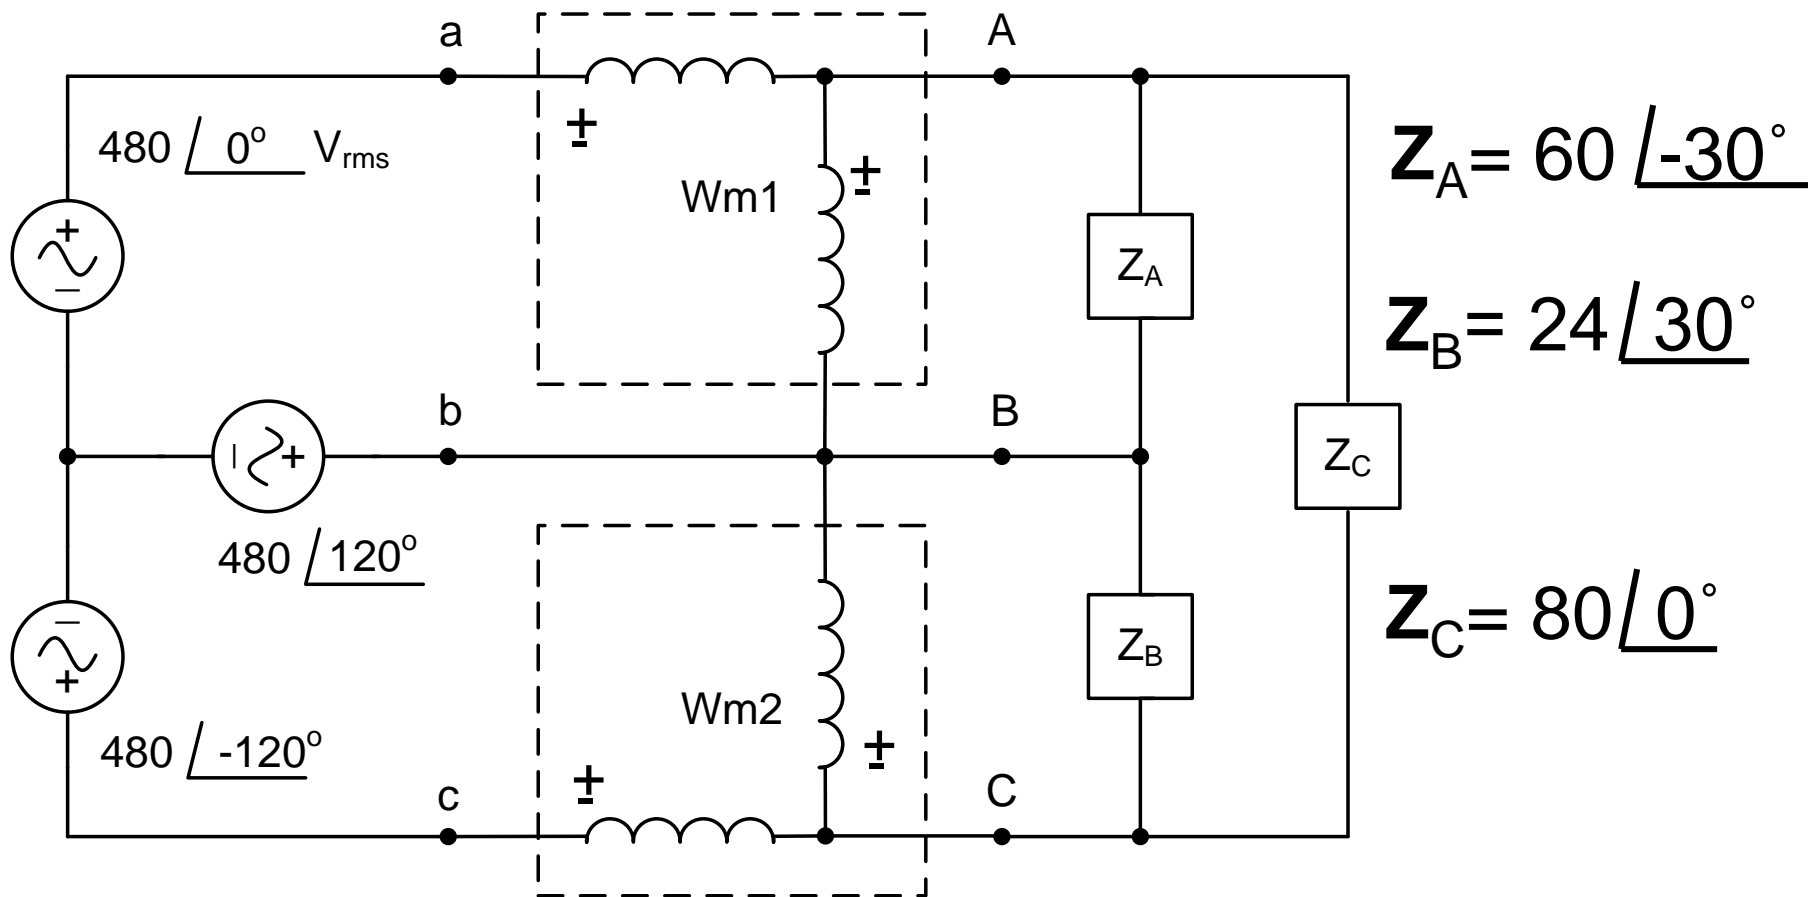 a
A
480 /0° Vrms
±
±
Wm1
ZA
ZA= 60 /-30°
ZB= 24 /30°
b
B
ZC
480 /120°
ZC= 80 /0°
ZB
Wm2
±
±
480 /-120°
c
C
+
−
−
+
−
+